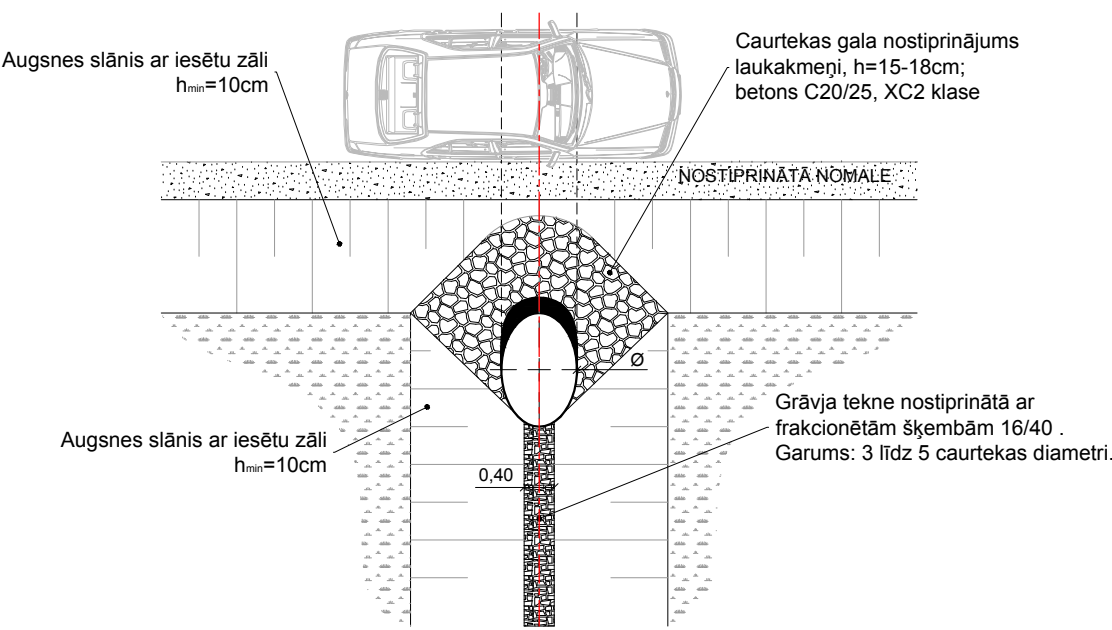 Augsnes slānis ar iesētu zāli
hmin=10cm
Caurtekas gala nostiprinājums
laukakmeņi, h=15-18cm;
betons C20/25, XC2 klase
NOSTIPRINĀTĀ NOMALE
Ø
Grāvja tekne nostiprinātā ar
frakcionētām šķembām 16/40 .
Garums: 3 līdz 5 caurtekas diametri.
Augsnes slānis ar iesētu zāli
hmin=10cm
0,40